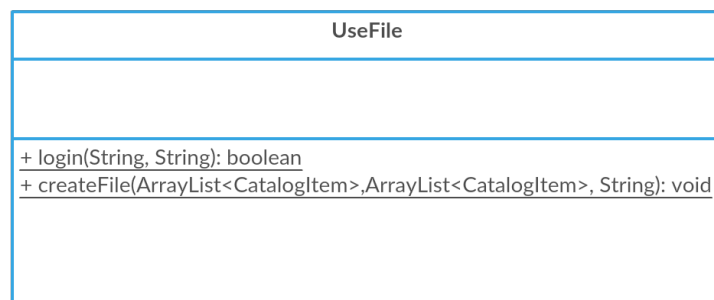 UseFile
+ login(String, String): boolean
+ createFile(ArrayList<CatalogItem>,ArrayList<CatalogItem>, String): void